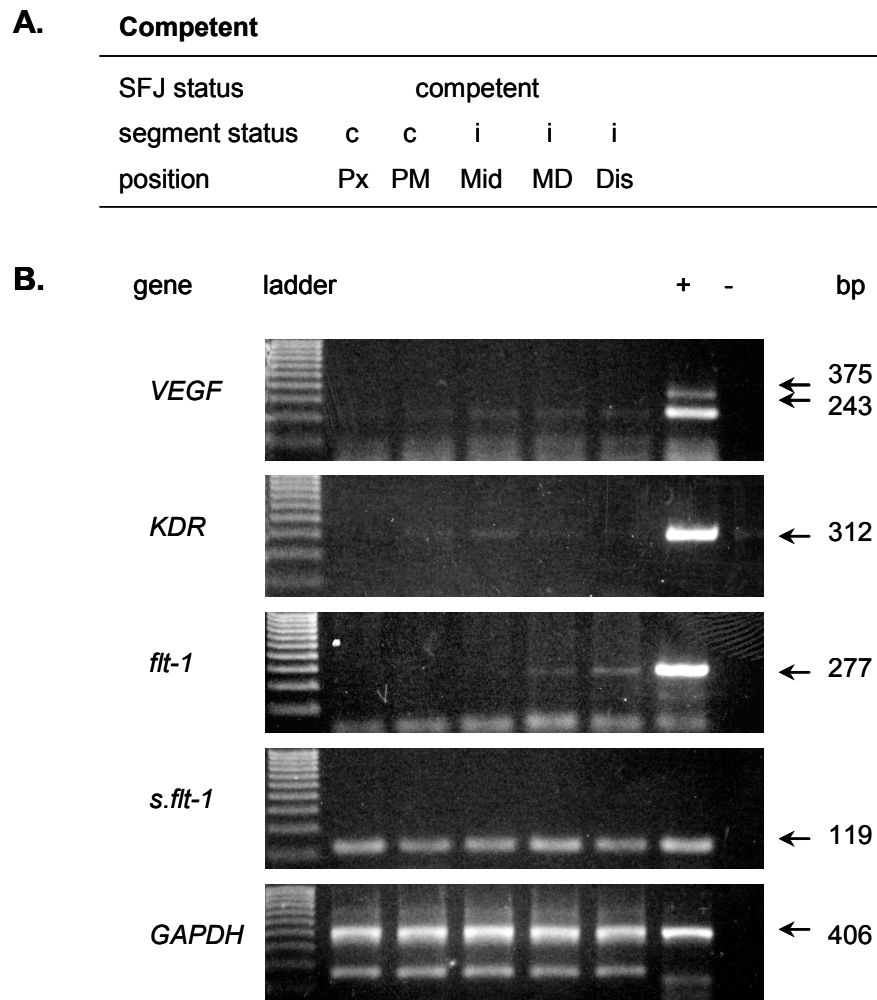 A. Competent
SFJ status competent
segment status c c i i i
position Px PM Mid MD Dis
B. gene ladder + - bp
VEGF 375
243
KDR 312
flt-1 277
s.flt-1 119
GAPDH 406